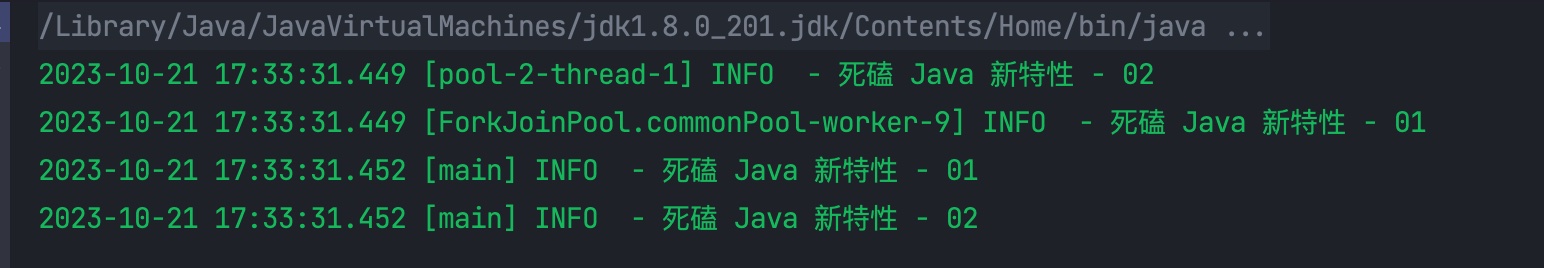 /Library/Java/JavaVirtualMachines/jdk1.8.0_201.jdk/Contents/Home/bin/java ...
2023-10-21 17:33:31.449 [pool-2-thread-1] INFO  - 死磕 Java 新特性 - 02
2023-10-21 17:33:31.449 [ForkJoinPool.commonPool-worker-9] INFO  - 死磕 Java 新特性 - 01
2023-10-21 17:33:31.452 [main] INFO  - 死磕 Java 新特性 - 01
2023-10-21 17:33:31.452 [main] INFO  - 死磕 Java 新特性 - 02